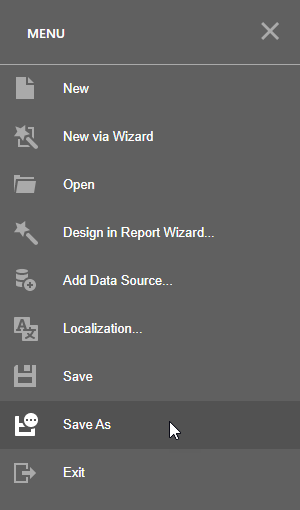 MENU
New
New via Wizard
Open
Design in Report Wizard...
Add Data Source...
Localization...
Save
Save As
Exit